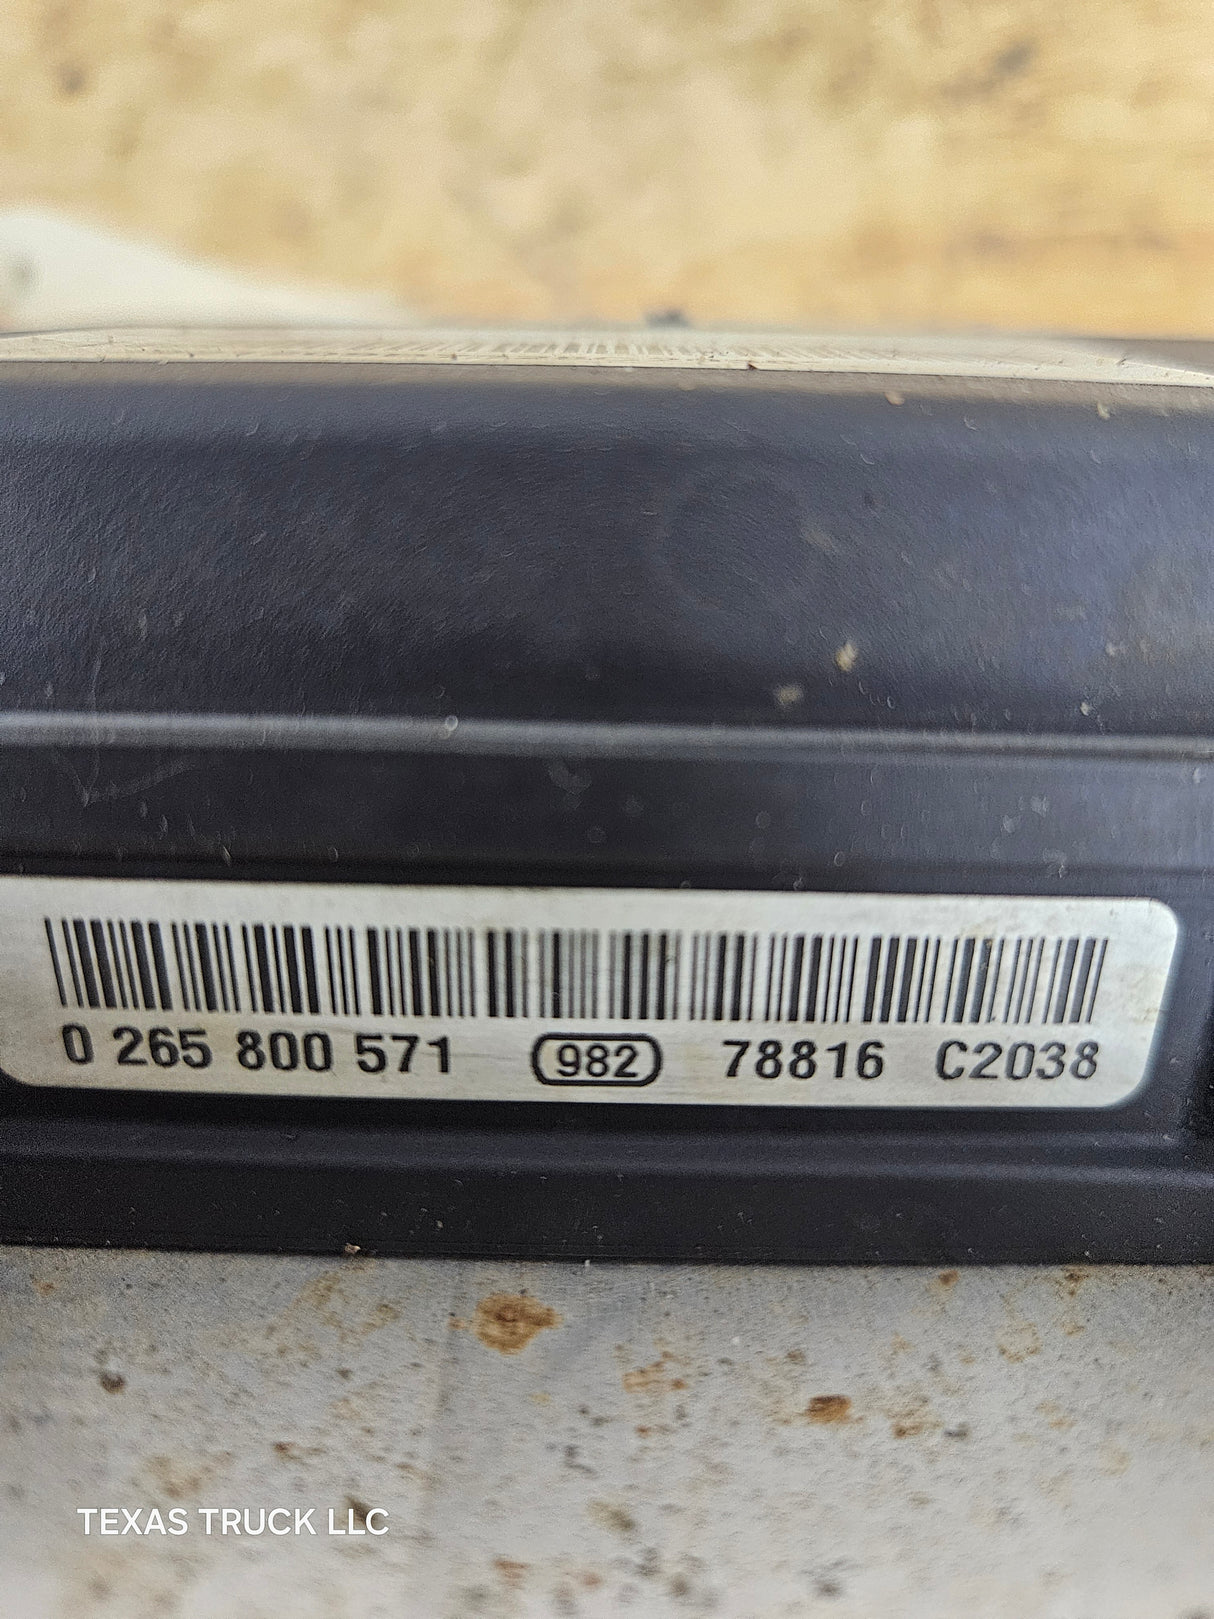 0 265 800 571 982 78816 C2038
TEXAS TRUCK LLC